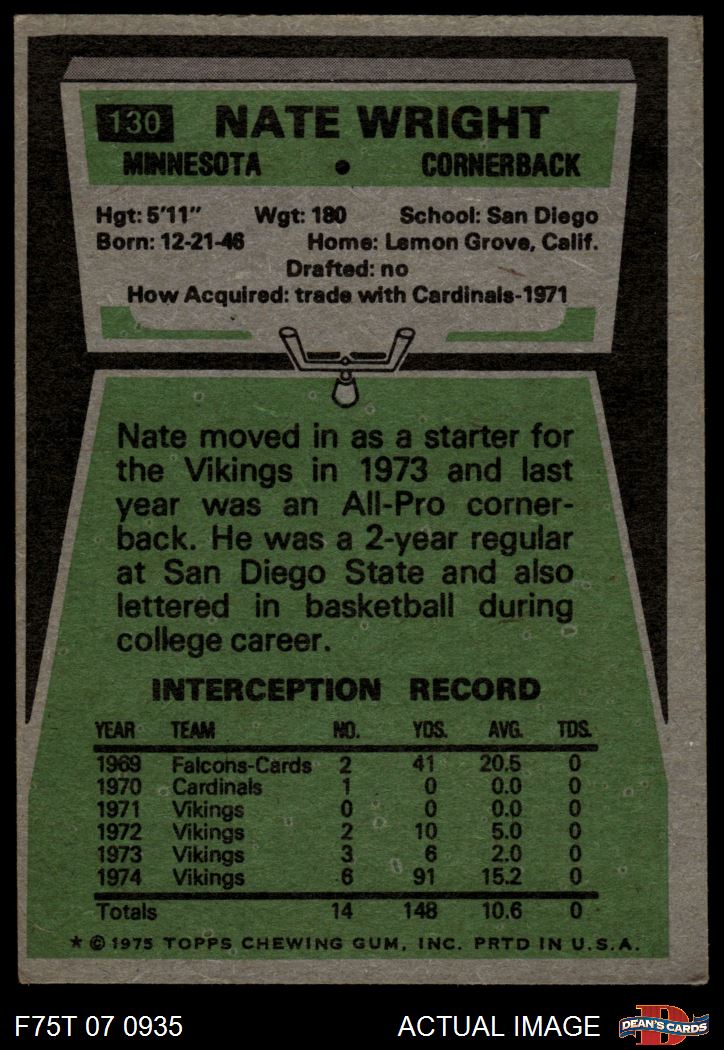 130 NATE WRIGHT
MINNESOTA • CORNERBACK
Hgt: 5'11" Wgt: 180 School: San Diego
Born: 12-21-46 Home: Lemon Grove, Calif.
Drafted: no
How Acquired: trade with Cardinals-1971
Nate moved in as a starter for
the Vikings in 1973 and last
year was an All-Pro corner-
back. He was a 2-year regular
at San Diego State and also
lettered in basketball during
college career.
INTERCEPTION RECORD
YEAR TEAM NO. YDS. AVG. TDS.
1969 Falcons-Cards 2 41 20.5 0
1970 Cardinals 1 0 0.0 0
1971 Vikings 0 0 0.0 0
1972 Vikings 2 10 5.0 0
1973 Vikings 3 6 2.0 0
1974 Vikings 6 91 15.2 0
Totals 14 148 10.6 0
* © 1975 TOPPS CHEWING GUM, INC. PRTD IN U.S.A.
F75T 07 0935 ACTUAL IMAGE D DEAN'S CARDS